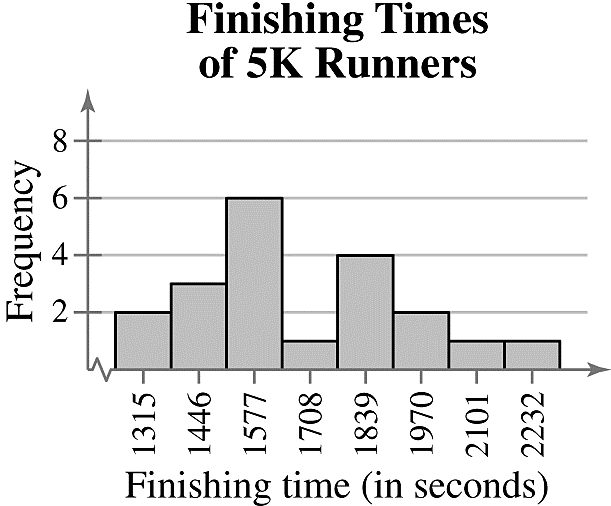 Finishing Times
of 5K Runners
Frequency
8
6
4
2
1315 1446 1577 1708 1839 1970 2101 2232
Finishing time (in seconds)